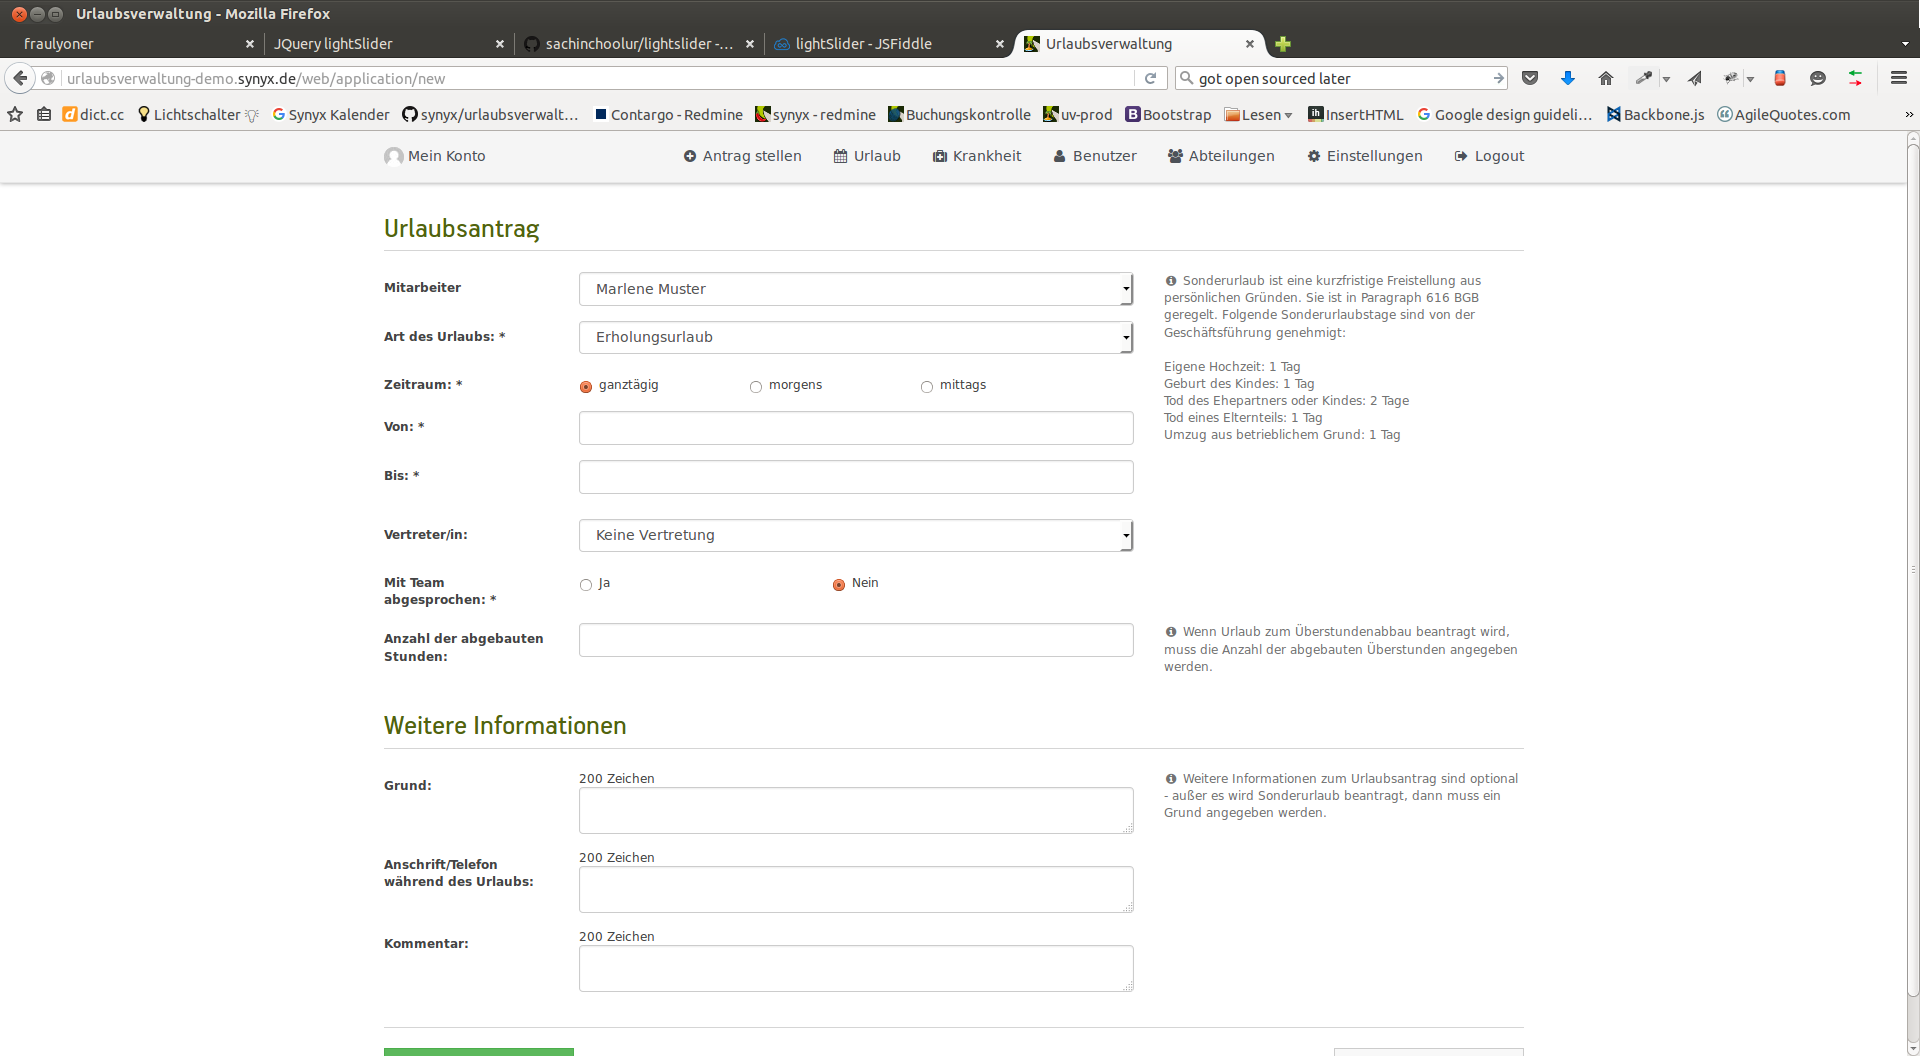 Urlaubsverwaltung - Mozilla Firefox
fraulyoner
JQuery lightSlider
sachinchoolur/lightslider -...
lightSlider - JSFiddle
Urlaubsverwaltung
urlaubsverwaltung-demo.synyx.de/web/application/new
got open sourced later
dict.cc
Lichtschalter
Synyx Kalender
synyx/urlaubsverwalt...
Contargo - Redmine
synyx - redmine
Buchungskontrolle
uv-prod
Bootstrap
Lesen
InsertHTML
Google design guideli...
Backbone.js
AgileQuotes.com
Mein Konto
Antrag stellen
Urlaub
Krankheit
Benutzer
Abteilungen
Einstellungen
Logout
Urlaubsantrag
Mitarbeiter
Marlene Muster
Art des Urlaubs: *
Erholungsurlaub
Zeitraum: *
ganztägig
morgens
mittags
Von: *
Bis: *
Sonderurlaub ist eine kurzfristige Freistellung aus
persönlichen Gründen. Sie ist in Paragraph 616 BGB
geregelt. Folgende Sonderurlaubstage sind von der
Geschäftsführung genehmigt:
Eigene Hochzeit: 1 Tag
Geburt des Kindes: 1 Tag
Tod des Ehepartners oder Kindes: 2 Tage
Tod eines Elternteils: 1 Tag
Umzug aus betrieblichem Grund: 1 Tag
Vertreter/in:
Keine Vertretung
Mit Team
abgesprochen: *
Ja
Nein
Anzahl der abgebauten
Stunden:
Wenn Urlaub zum Überstundenabbau beantragt wird,
muss die Anzahl der abgebauten Überstunden angegeben
werden.
Weitere Informationen
Grund:
200 Zeichen
Weitere Informationen zum Urlaubsantrag sind optional
- außer es wird Sonderurlaub beantragt, dann muss ein
Grund angegeben werden.
Anschrift/Telefon
während des Urlaubs:
200 Zeichen
Kommentar:
200 Zeichen